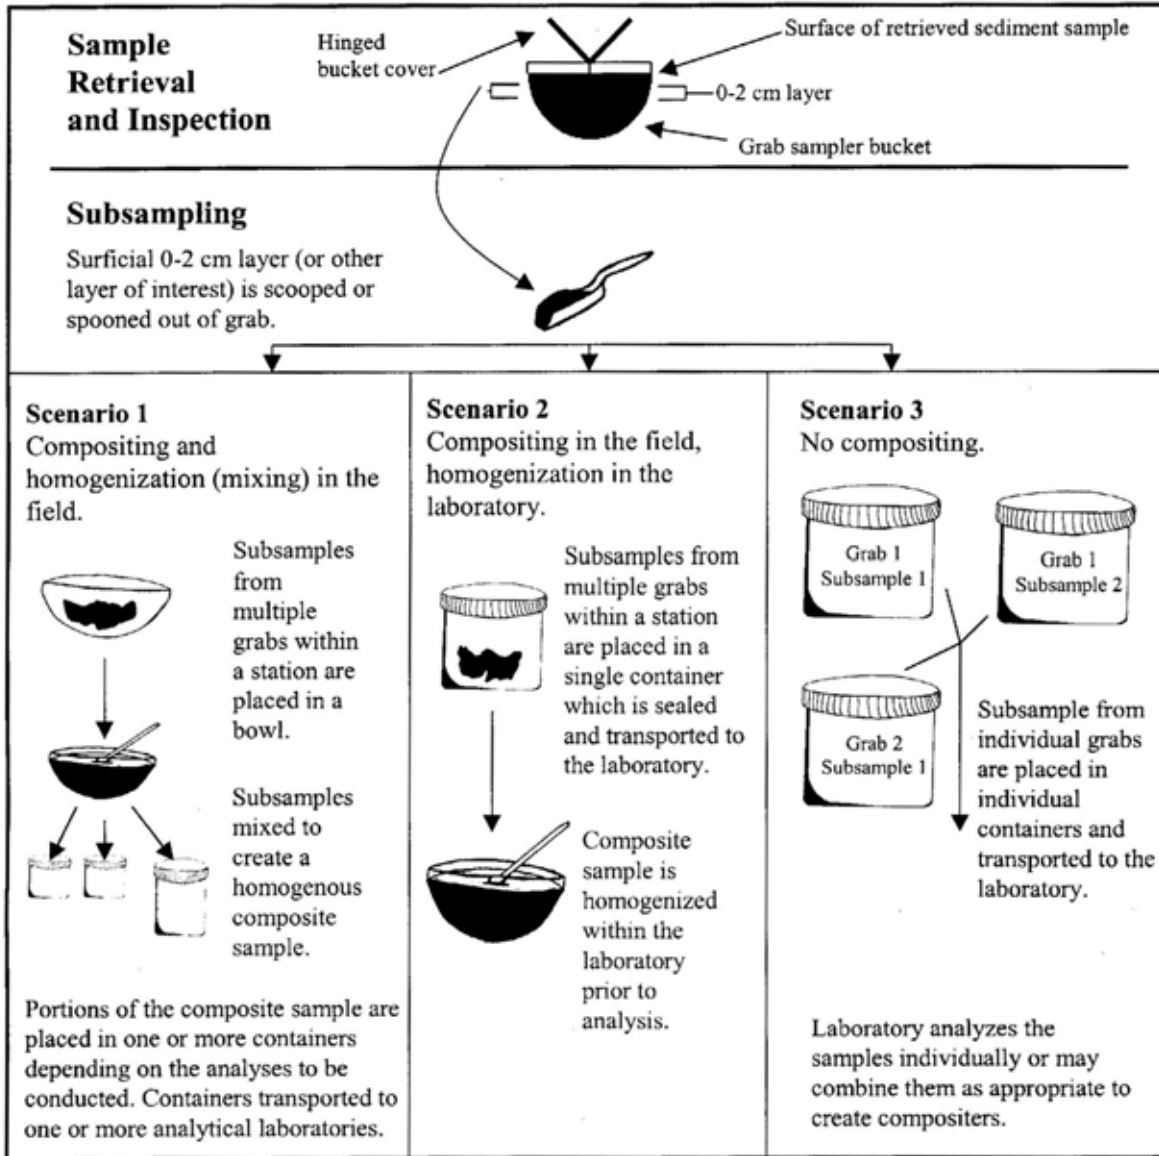 Sample
Retrieval
and Inspection
Hinged
bucket cover
Surface of retrieved sediment sample
0-2 cm layer
Grab sampler bucket
Subsampling
Surficial 0-2 cm layer (or other
layer of interest) is scooped or
spooned out of grab.
Scenario 1
Compositing and
homogenization (mixing) in the
field.
Subsamples
from
multiple
grabs within
a station are
placed in a
bowl.
Subsamples
mixed to
create a
homogenous
composite
sample.
Portions of the composite sample are
placed in one or more containers
depending on the analyses to be
conducted. Containers transported to
one or more analytical laboratories.
Scenario 2
Compositing in the field,
homogenization in the
laboratory.
Subsamples from
multiple grabs
within a station
are placed in a
single container
which is sealed
and transported to
the laboratory.
Composite
sample is
homogenized
within the
laboratory
prior to
analysis.
Scenario 3
No compositing.
Grab 1
Subsample 1
Grab 1
Subsample 2
Grab 2
Subsample 1
Subsample from
individual grabs
are placed in
individual
containers and
transported to the
laboratory.
Laboratory analyzes the
samples individually or may
combine them as appropriate to
create compositers.